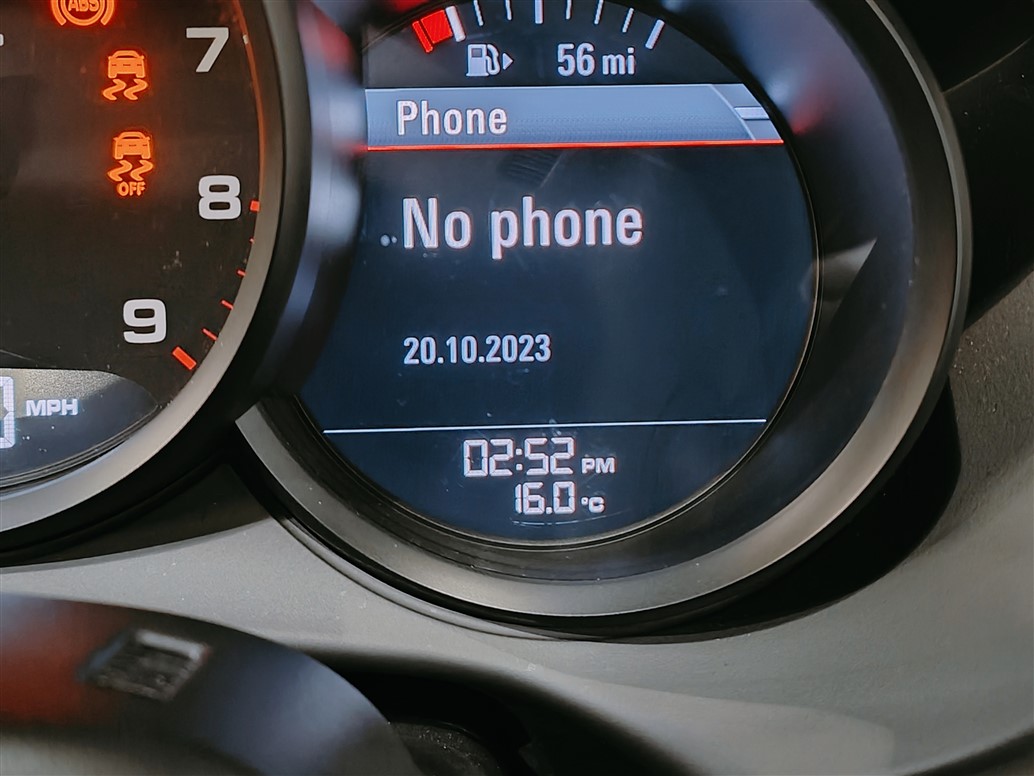 ABS
7
OFF
8
9
MPH
56 mi
Phone
No phone
20.10.2023
02:52 PM
16.0 °C